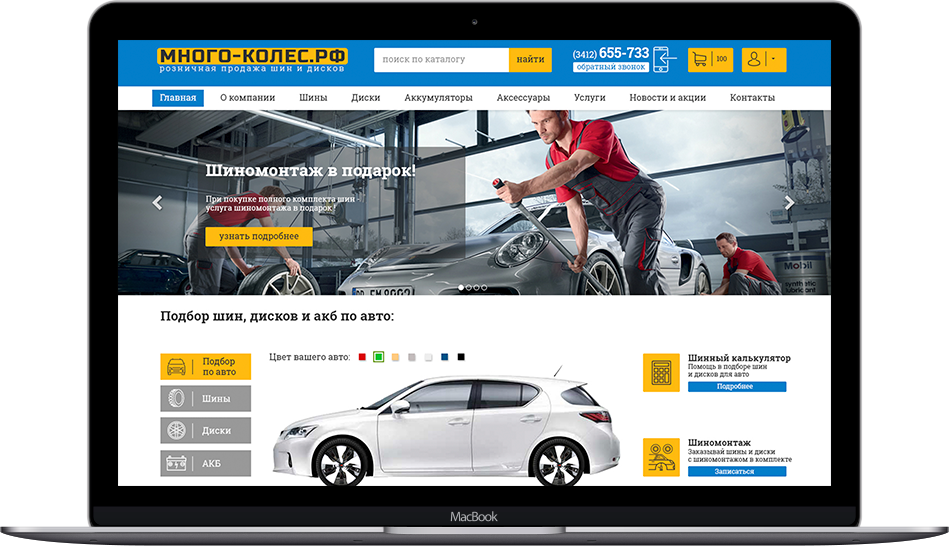 МНОГО-КОЛЕС.РФ
розничная продажа шин и дисков
поиск по каталогу
найти
(3412) 655-733
обратный звонок
100
Главная
О компании
Шины
Диски
Аккумуляторы
Аксессуары
Услуги
Новости и акции
Контакты
Шиномонтаж в подарок!
При покупке полного комплекта шин -
услуга шиномонтажа в подарок!
узнать подробнее
Mobil
synthetic
lubricant
Подбор шин, дисков и акб по авто:
Подбор
по авто
Шины
Диски
АКБ
Цвет вашего авто:
Шинный калькулятор
Помощь в подборе шин
и дисков для авто
Подробнее
Шиномонтаж
Заказывай шины и диски
с шиномонтажом в комплекте
Записаться
MacBook